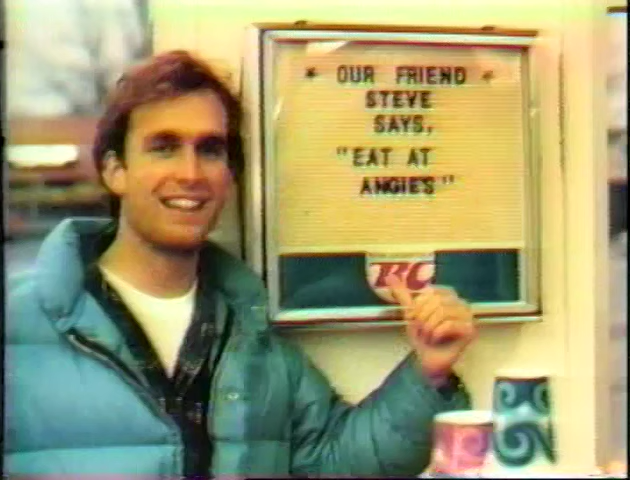 * OUR FRIEND *
STEVE
SAYS,
"EAT AT
ANGIE'S"
RC